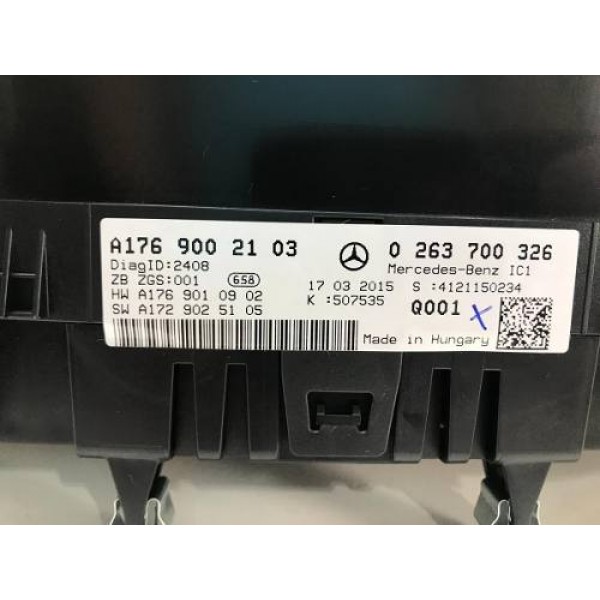 A176 900 21 03
DiagID:2408
ZB ZGS:001 658
HW A176 901 09 02
SW A172 902 51 05
0 263 700 326
Mercedes-Benz IC1
17 03 2015 S :4121150234
K :507535
Q001 X
Made in Hungary